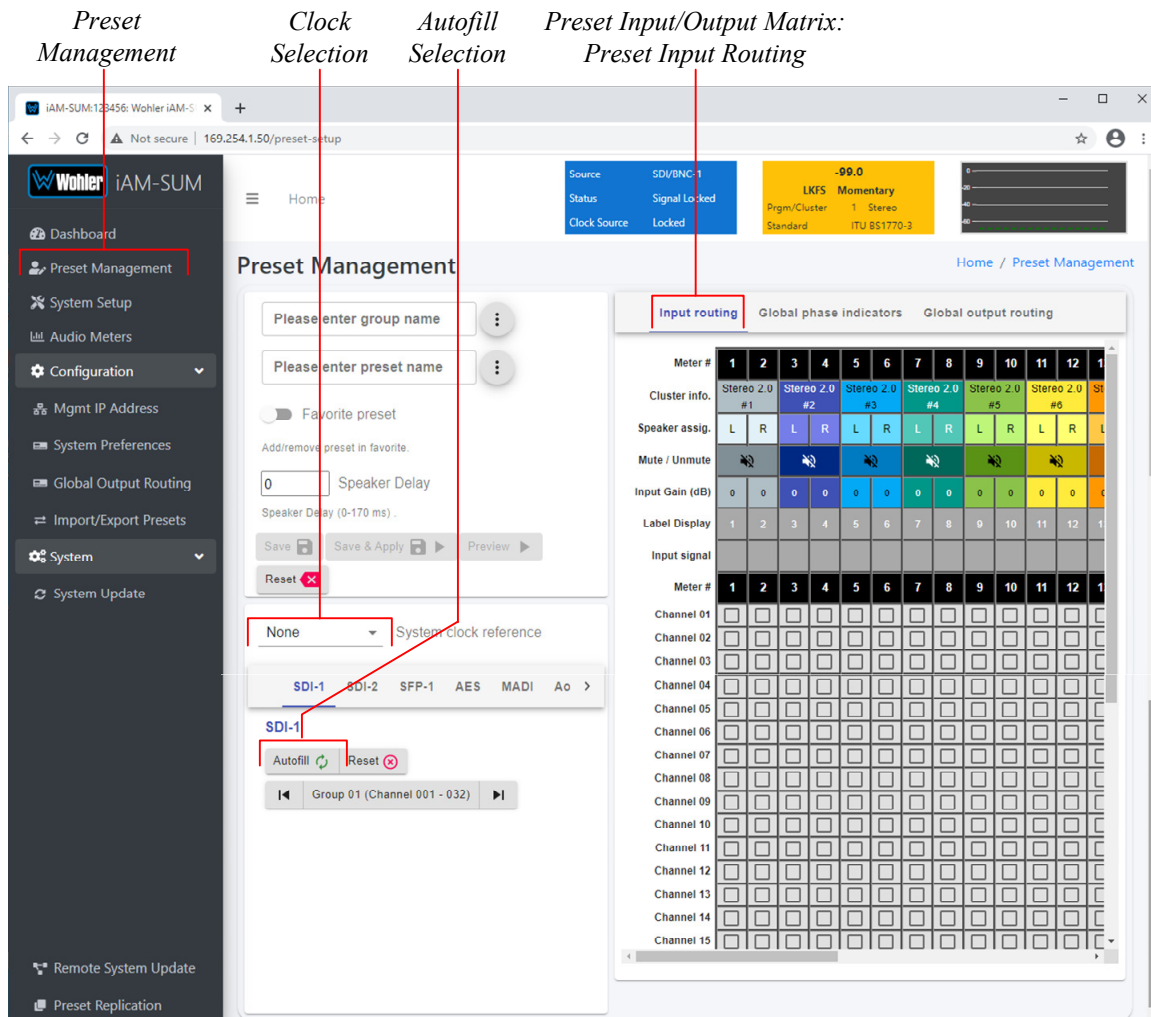 Preset Management
Clock Selection
Autofill Selection
Preset Input/Output Matrix: Preset Input Routing
iAM-SUM:123456: Wohler iAM-S
Not secure | 169.254.1.50/preset-setup
Wohler iAM-SUM
Dashboard
Preset Management
System Setup
Audio Meters
Configuration
Mgmt IP Address
System Preferences
Global Output Routing
Import/Export Presets
System
System Update
Remote System Update
Preset Replication
Home
Source SDI/BNC-1
Status Signal Locked
Clock Source Locked
-99.0
LKFS Momentary
Prgm/Cluster 1 Stereo
Standard ITU BS1770-3
0
-20
-40
-60
Preset Management
Home / Preset Management
Please enter group name
Please enter preset name
Favorite preset
Add/remove preset in favorite.
0 Speaker Delay
Speaker Delay (0-170 ms) .
Save Save & Apply Preview
Reset
None System clock reference
SDI-1 SDI-2 SFP-1 AES MADI Ao
SDI-1
Autofill Reset
Group 01 (Channel 001 - 032)
Input routing Global phase indicators Global output routing
Meter # 1 2 3 4 5 6 7 8 9 10 11 12 1
Cluster info. Stereo 2.0 #1 Stereo 2.0 #2 Stereo 2.0 #3 Stereo 2.0 #4 Stereo 2.0 #5 Stereo 2.0 #6 St
Speaker assig. L R L R L R L R L R L R L
Mute / Unmute
Input Gain (dB) 0 0 0 0 0 0 0 0 0 0 0 0 0
Label Display 1 2 3 4 5 6 7 8 9 10 11 12 1
Input signal
Meter # 1 2 3 4 5 6 7 8 9 10 11 12 1
Channel 01
Channel 02
Channel 03
Channel 04
Channel 05
Channel 06
Channel 07
Channel 08
Channel 09
Channel 10
Channel 11
Channel 12
Channel 13
Channel 14
Channel 15